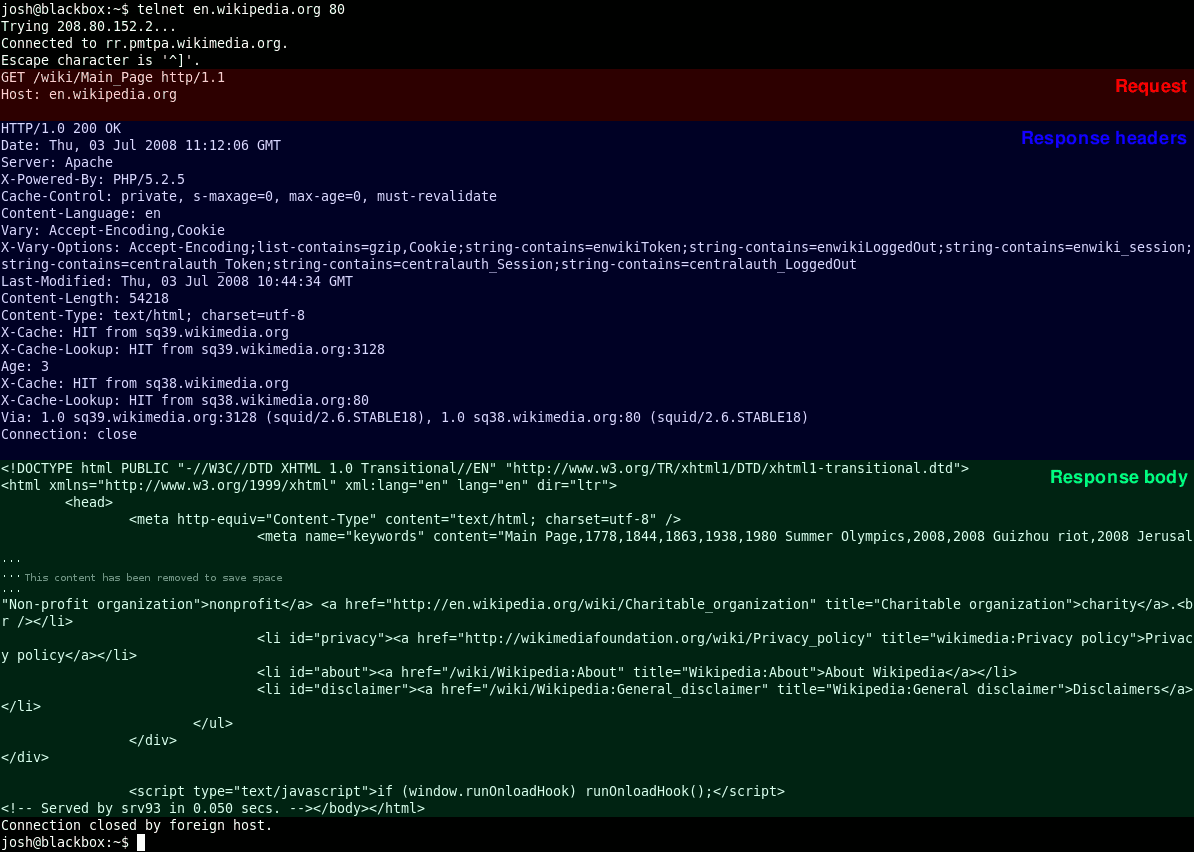 josh@blackbox:~$ telnet en.wikipedia.org 80
Trying 208.80.152.2...
Connected to rr.pmtpa.wikimedia.org.
Escape character is '^]'.
GET /wiki/Main_Page http/1.1
Request
Host: en.wikipedia.org

HTTP/1.0 200 OK
Response headers
Date: Thu, 03 Jul 2008 11:12:06 GMT
Server: Apache
X-Powered-By: PHP/5.2.5
Cache-Control: private, s-maxage=0, max-age=0, must-revalidate
Content-Language: en
Vary: Accept-Encoding,Cookie
X-Vary-Options: Accept-Encoding;list-contains=gzip,Cookie;string-contains=enwikiToken;string-contains=enwikiLoggedOut;string-contains=enwiki_session;
string-contains=centralauth_Token;string-contains=centralauth_Session;string-contains=centralauth_LoggedOut
Last-Modified: Thu, 03 Jul 2008 10:44:34 GMT
Content-Length: 54218
Content-Type: text/html; charset=utf-8
X-Cache: HIT from sq39.wikimedia.org
X-Cache-Lookup: HIT from sq39.wikimedia.org:3128
Age: 3
X-Cache: HIT from sq38.wikimedia.org
X-Cache-Lookup: HIT from sq38.wikimedia.org:80
Via: 1.0 sq39.wikimedia.org:3128 (squid/2.6.STABLE18), 1.0 sq38.wikimedia.org:80 (squid/2.6.STABLE18)
Connection: close

<!DOCTYPE html PUBLIC "-//W3C//DTD XHTML 1.0 Transitional//EN" "http://www.w3.org/TR/xhtml1/DTD/xhtml1-transitional.dtd">
Response body
<html xmlns="http://www.w3.org/1999/xhtml" xml:lang="en" lang="en" dir="ltr">
<head>
<meta http-equiv="Content-Type" content="text/html; charset=utf-8" />
<meta name="keywords" content="Main Page,1778,1844,1863,1938,1980 Summer Olympics,2008,2008 Guizhou riot,2008 Jerusal
...
... This content has been removed to save space
...
"Non-profit organization">nonprofit</a> <a href="http://en.wikipedia.org/wiki/Charitable_organization" title="Charitable organization">charity</a>.<b
r /></li>
<li id="privacy"><a href="http://wikimediafoundation.org/wiki/Privacy_policy" title="wikimedia:Privacy policy">Privac
y policy</a></li>
<li id="about"><a href="/wiki/Wikipedia:About" title="Wikipedia:About">About Wikipedia</a></li>
<li id="disclaimer"><a href="/wiki/Wikipedia:General_disclaimer" title="Wikipedia:General disclaimer">Disclaimers</a>
</li>
</ul>
</div>
</div>

<script type="text/javascript">if (window.runOnloadHook) runOnloadHook();</script>
<!-- Served by srv93 in 0.050 secs. --></body></html>
Connection closed by foreign host.
josh@blackbox:~$